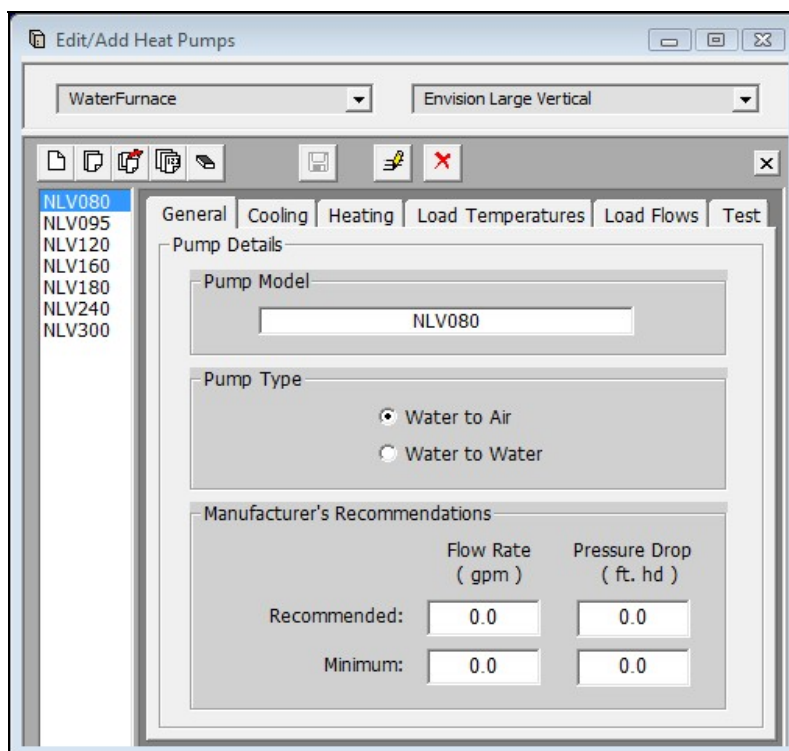 Edit/Add Heat Pumps
WaterFurnace Envision Large Vertical
NLV080
NLV095
NLV120
NLV160
NLV180
NLV240
NLV300
General Cooling Heating Load Temperatures Load Flows Test
Pump Details
Pump Model
NLV080
Pump Type
Water to Air
Water to Water
Manufacturer's Recommendations
Flow Rate Pressure Drop
( gpm ) ( ft. hd )
Recommended: 0.0 0.0
Minimum: 0.0 0.0